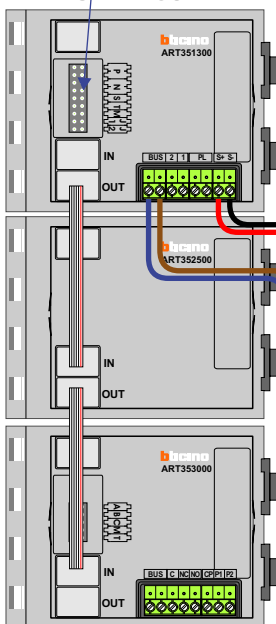 bticino
ART351300
P
N
S
T
M
IN
OUT
BUS 2 1 PL S+ S-
bticino
ART352500
IN
OUT
bticino
ART353000
A
B
C
M
T
IN
OUT
BUS C NC NO CP P1 P2